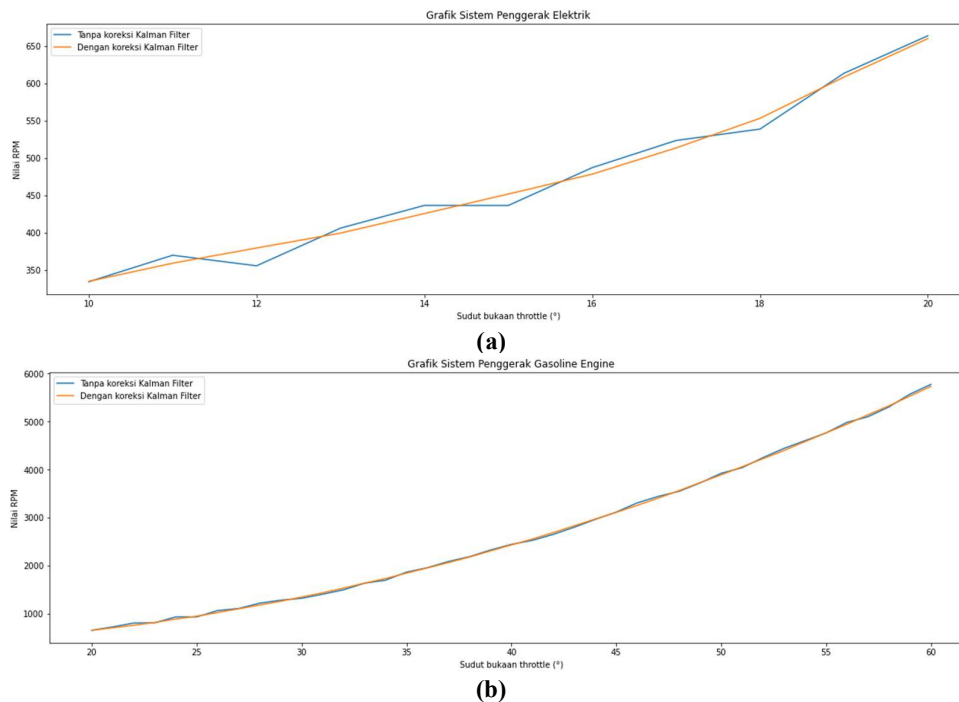 Grafik Sistem Penggerak Elektrik
Tanpa koreksi Kalman Filter
Dengan koreksi Kalman Filter
Nilai RPM
650
600
550
500
450
400
350
10 12 14 16 18 20
Sudut bukaan throttle (°)
(a)
Grafik Sistem Penggerak Gasoline Engine
Tanpa koreksi Kalman Filter
Dengan koreksi Kalman Filter
Nilai RPM
6000
5000
4000
3000
2000
1000
20 25 30 35 40 45 50 55 60
Sudut bukaan throttle (°)
(b)